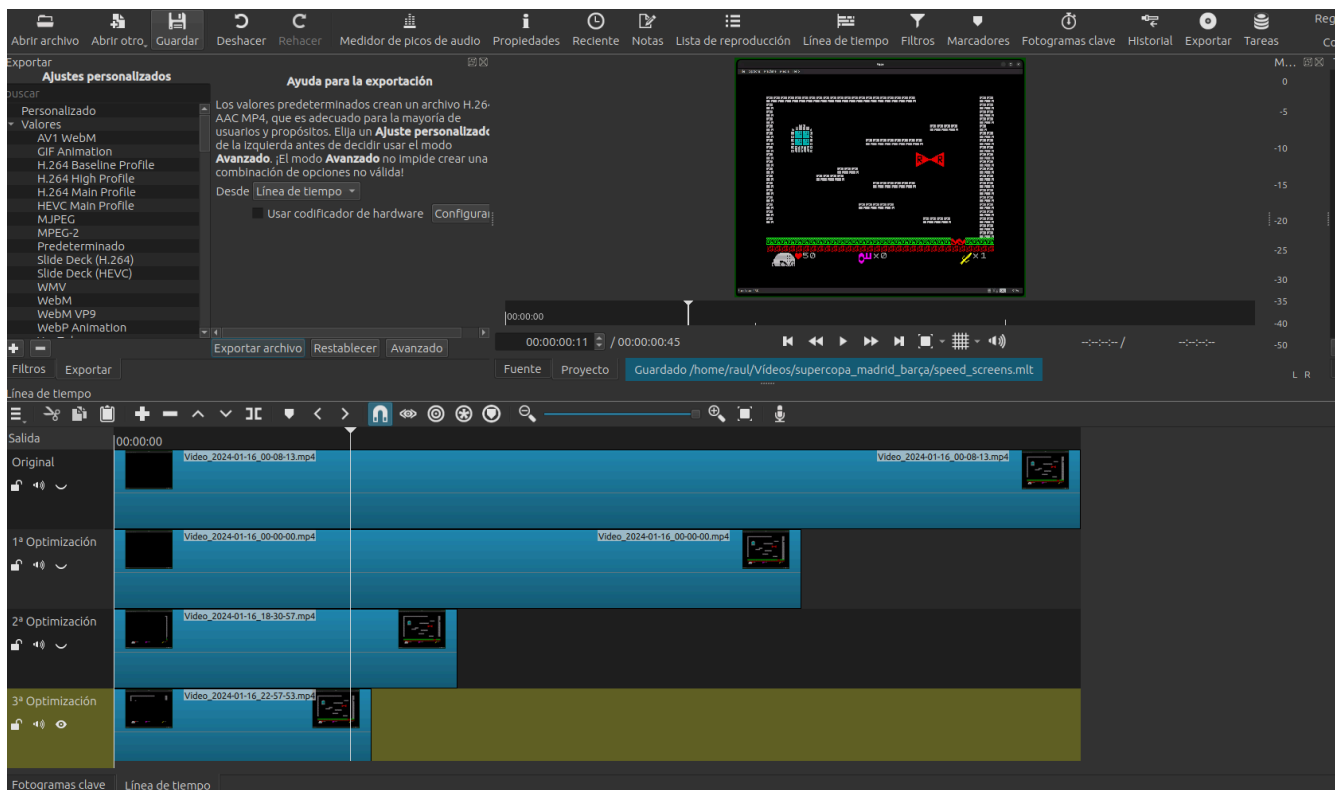 Abrir archivo Abrir otro Guardar Deshacer Rehacer Medidor de picos de audio Propiedades Reciente Notas Lista de reproducción Línea de tiempo Filtros Marcadores Fotogramas clave Historial Exportar Tareas
Exportar
Ajustes personalizados
buscar
Personalizado
Valores
AV1 WebM
GIF Animation
H.264 Baseline Profile
H.264 High Profile
H.264 Main Profile
HEVC Main Profile
MJPEG
MPEG-2
Predeterminado
Slide Deck (H.264)
Slide Deck (HEVC)
WMV
WebM
WebM VP9
WebP Animation
Ayuda para la exportación
Los valores predeterminados crean un archivo H.26
AAC MP4, que es adecuado para la mayoría de
usuarios y propósitos. Elija un Ajuste personalizado
de la izquierda antes de decidir usar el modo
Avanzado. ¡El modo Avanzado no impide crear una
combinación de opciones no válida!
Desde Línea de tiempo
Usar codificador de hardware Configurar
Exportar archivo Restablecer Avanzado
Filtros Exportar
50 x0 x1
00:00:00
00:00:00:11 / 00:00:00:45 --:--:--:-- / --:--:--:--
Fuente Proyecto Guardado /home/raul/Vídeos/supercopa_madrid_barça/speed_screens.mlt
M...
0
-5
-10
-15
-20
-25
-30
-35
-40
-50
L R
Línea de tiempo
Salida 00:00:00
Original
Video_2024-01-16_00-08-13.mp4 Video_2024-01-16_00-08-13.mp4
1ª Optimización
Video_2024-01-16_00-00-00.mp4 Video_2024-01-16_00-00-00.mp4
2ª Optimización
Video_2024-01-16_18-30-57.mp4
3ª Optimización
Video_2024-01-16_22-57-53.mp4
Fotogramas clave Línea de tiempo